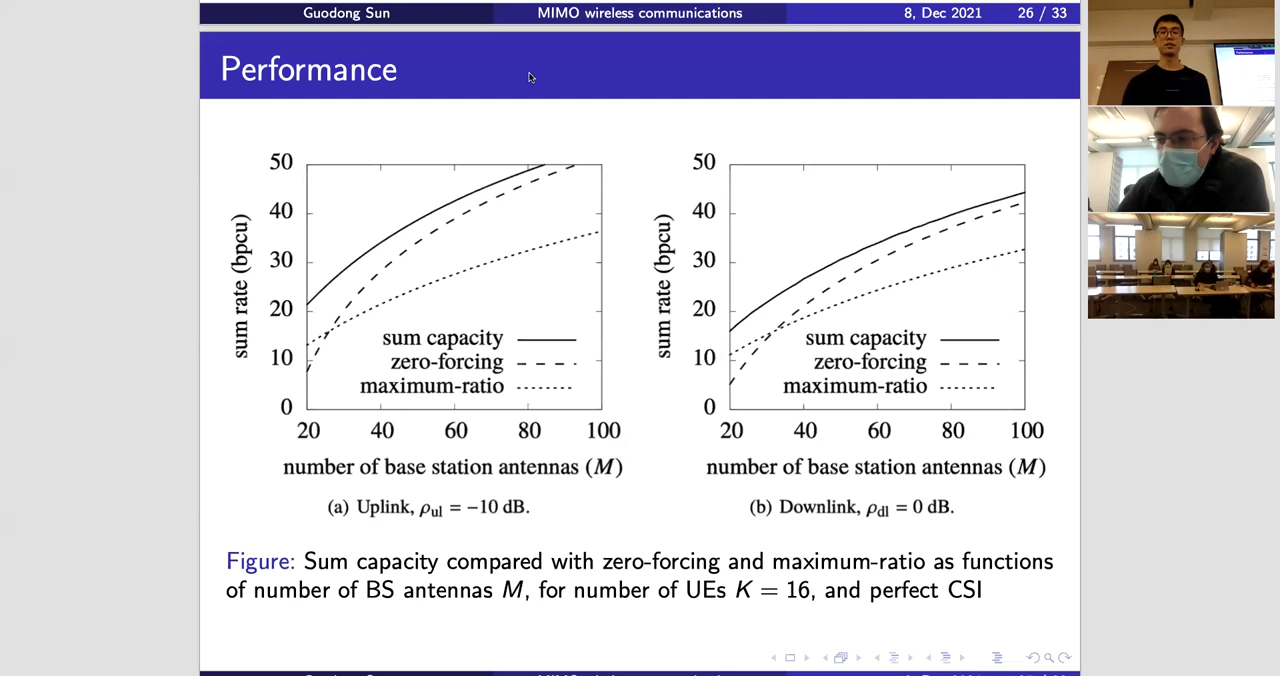 Guodong Sun MIMO wireless communications 8, Dec 2021 26 / 33
Performance
50
40
30
20
10
0
sum rate (bpcu)
sum capacity
zero-forcing
maximum-ratio
20 40 60 80 100
number of base station antennas (M)
(a) Uplink, ρul = −10 dB.
50
40
30
20
10
0
sum rate (bpcu)
sum capacity
zero-forcing
maximum-ratio
20 40 60 80 100
number of base station antennas (M)
(b) Downlink, ρdl = 0 dB.
Figure: Sum capacity compared with zero-forcing and maximum-ratio as functions
of number of BS antennas M, for number of UEs K = 16, and perfect CSI